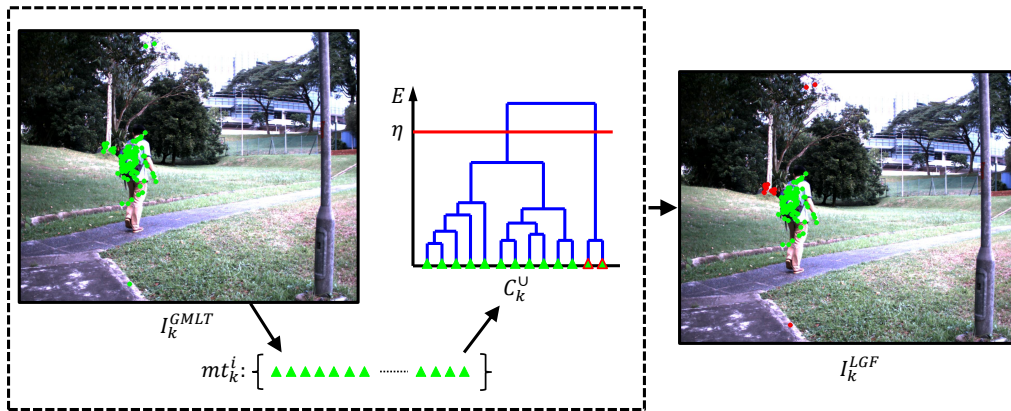 E
η
C_k^∪
I_k^{GMLT}
mt_k^i: { ........ }
I_k^{LGF}